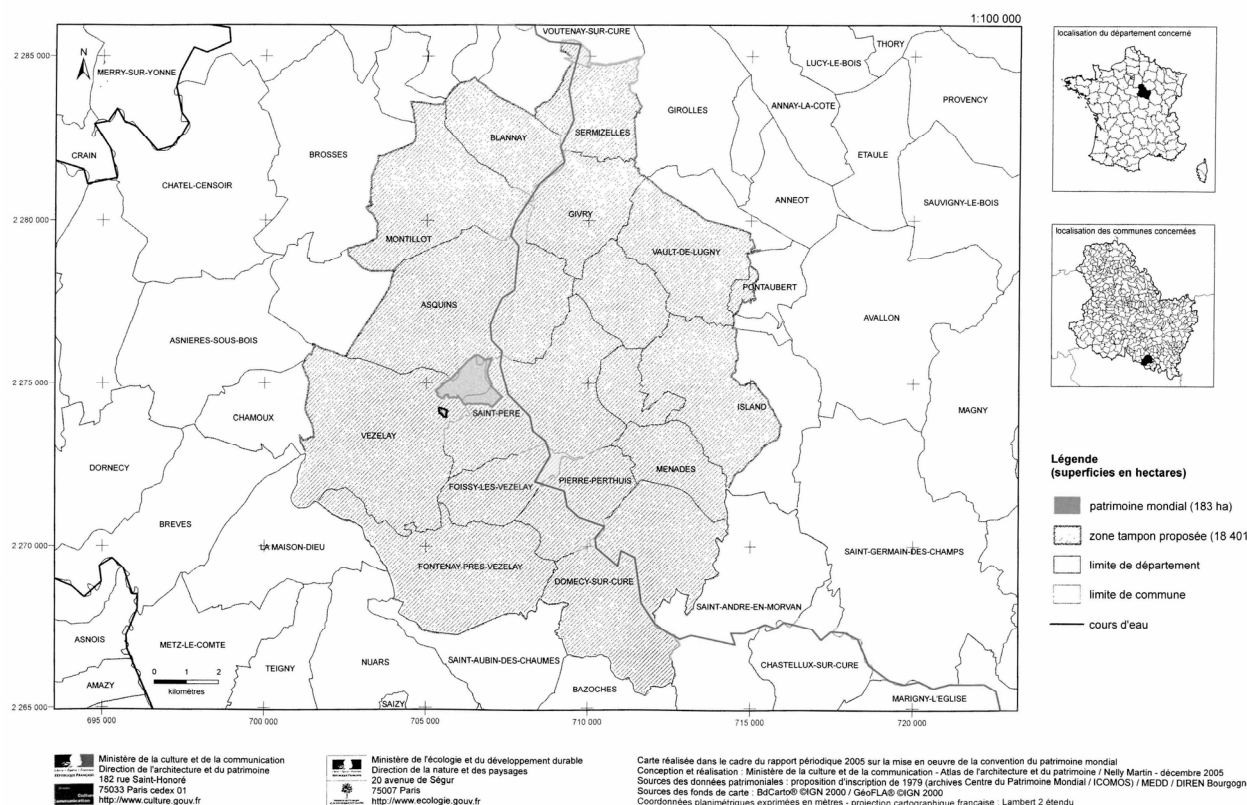 1:100 000
2 285 000
2 280 000
2 275 000
2 270 000
2 265 000
N
VOUTENAY-SUR-CURE
THORY
LUCY-LE-BOIS
MERRY-SUR-YONNE
PROVENCY
GIROLLES
ANNAY-LA-COTE
BLANNAY
SERMIZELLES
CRAIN
BROSSES
ETAULE
CHATEL-CENSOIR
ANNEOT
SAUVIGNY-LE-BOIS
GIVRY
MONTILLOT
VAULT-DE-LUGNY
PONTAUBERT
ASQUINS
AVALLON
ASNIERES-SOUS-BOIS
CHAMOUX
SAINT-PERE
ISLAND
MAGNY
VEZELAY
DORNECY
MENADES
FOISSY-LES-VEZELAY
PIERRE-PERTHUIS
BREVES
LA MAISON-DIEU
SAINT-GERMAIN-DES-CHAMPS
FONTENAY-PRES-VEZELAY
DOMECY-SUR-CURE
SAINT-ANDRE-EN-MORVAN
ASNOIS
METZ-LE-COMTE
TEIGNY
NUARS
SAINT-AUBIN-DES-CHAUMES
CHASTELLUX-SUR-CURE
AMAZY
BAZOCHES
SAIZY
MARIGNY-L'EGLISE
0 1 2
kilomètres
695 000 700 000 705 000 710 000 715 000 720 000
localisation du département concerné
localisation des communes concernées
Légende
(superficies en hectares)
patrimoine mondial (183 ha)
zone tampon proposée (18 401
limite de département
limite de commune
cours d'eau
Ministère de la culture et de la communication
Direction de l'architecture et du patrimoine
182 rue Saint-Honoré
75033 Paris cedex 01
http://www.culture.gouv.fr
Culture
Communication
Ministère de l'écologie et du développement durable
Direction de la nature et des paysages
20 avenue de Ségur
75007 Paris
http://www.ecologie.gouv.fr
Carte réalisée dans le cadre du rapport périodique 2005 sur la mise en oeuvre de la convention du patrimoine mondial
Conception et réalisation : Ministère de la culture et de la communication - Atlas de l'architecture et du patrimoine / Nelly Martin - décembre 2005
Sources des données patrimoniales : proposition d'inscription de 1979 (archives Centre du Patrimoine Mondial / ICOMOS) / MEDD / DIREN Bourgogn
Sources des fonds de carte : BdCarto® ©IGN 2000 / GéoFLA® ©IGN 2000
Coordonnées planimétriques exprimées en mètres - projection cartographique française : Lambert 2 étendu